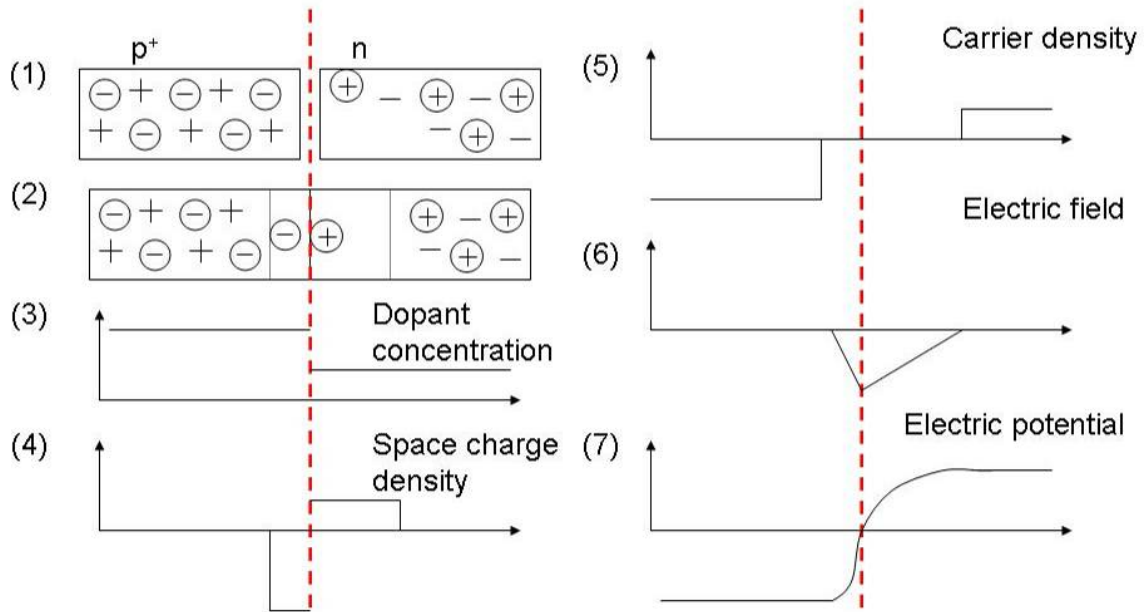 p⁺
n
(1)
(2)
(3)
Dopant
concentration
(4)
Space charge
density
Carrier density
(5)
Electric field
(6)
Electric potential
(7)